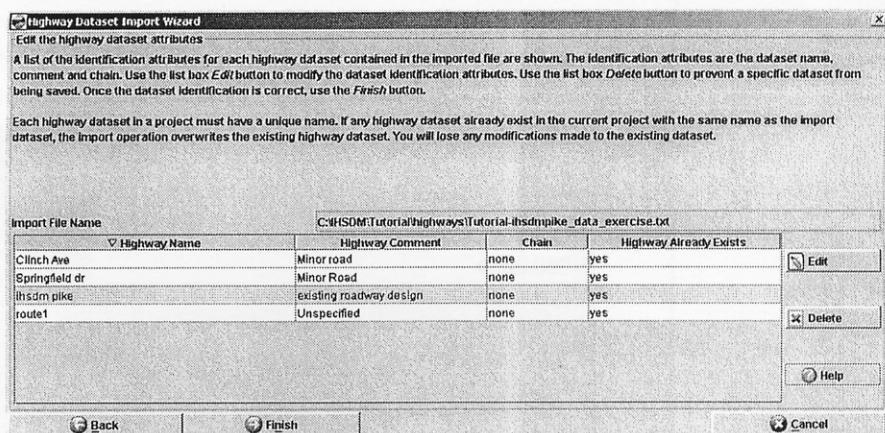 Highway Dataset Import Wizard
Edit the highway dataset attributes
A list of the identification attributes for each highway dataset contained in the imported file are shown. The identification attributes are the dataset name,
comment and chain. Use the list box Edit button to modify the dataset identification attributes. Use the list box Delete button to prevent a specific dataset from
being saved. Once the dataset identification is correct, use the Finish button.
Each highway dataset in a project must have a unique name. If any highway dataset already exist in the current project with the same name as the import
dataset, the import operation overwrites the existing highway dataset. You will lose any modifications made to the existing dataset.
Import File Name C:\IHSDM\Tutorial\highways\Tutorial-ihsdmpike_data_exercise.txt
Highway Name Highway Comment Chain Highway Already Exists
Clinch Ave Minor road none yes
Edit
Springfield dr Minor Road none yes
ihsdm pike existing roadway design none yes
route1 Unspecified none yes
Delete
Help
Back Finish Cancel